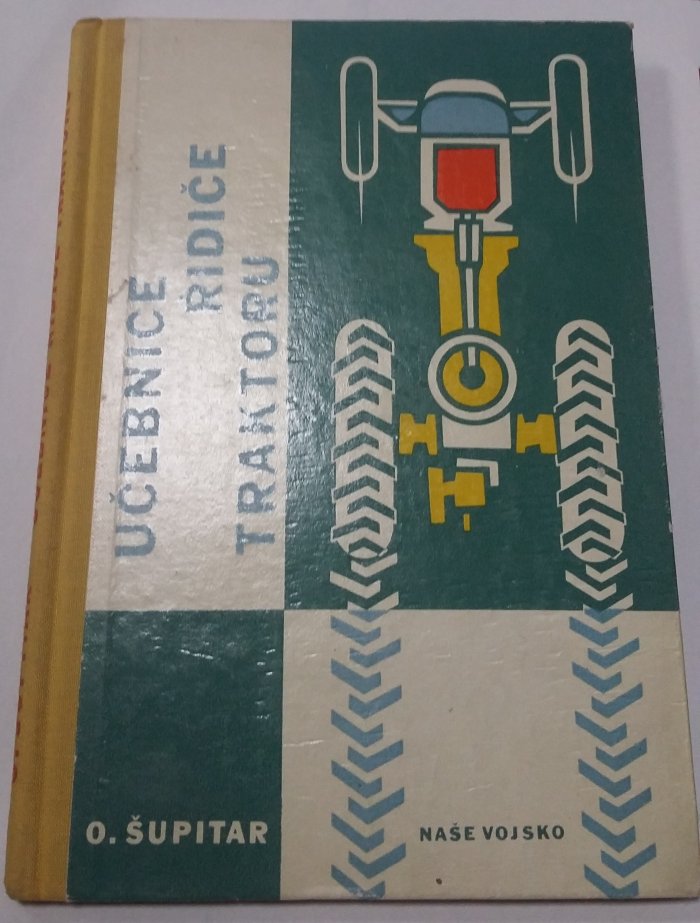 UČEBNICE
ŘIDIČE
TRAKTORU
O. ŠUPITAR
NAŠE VOJSKO